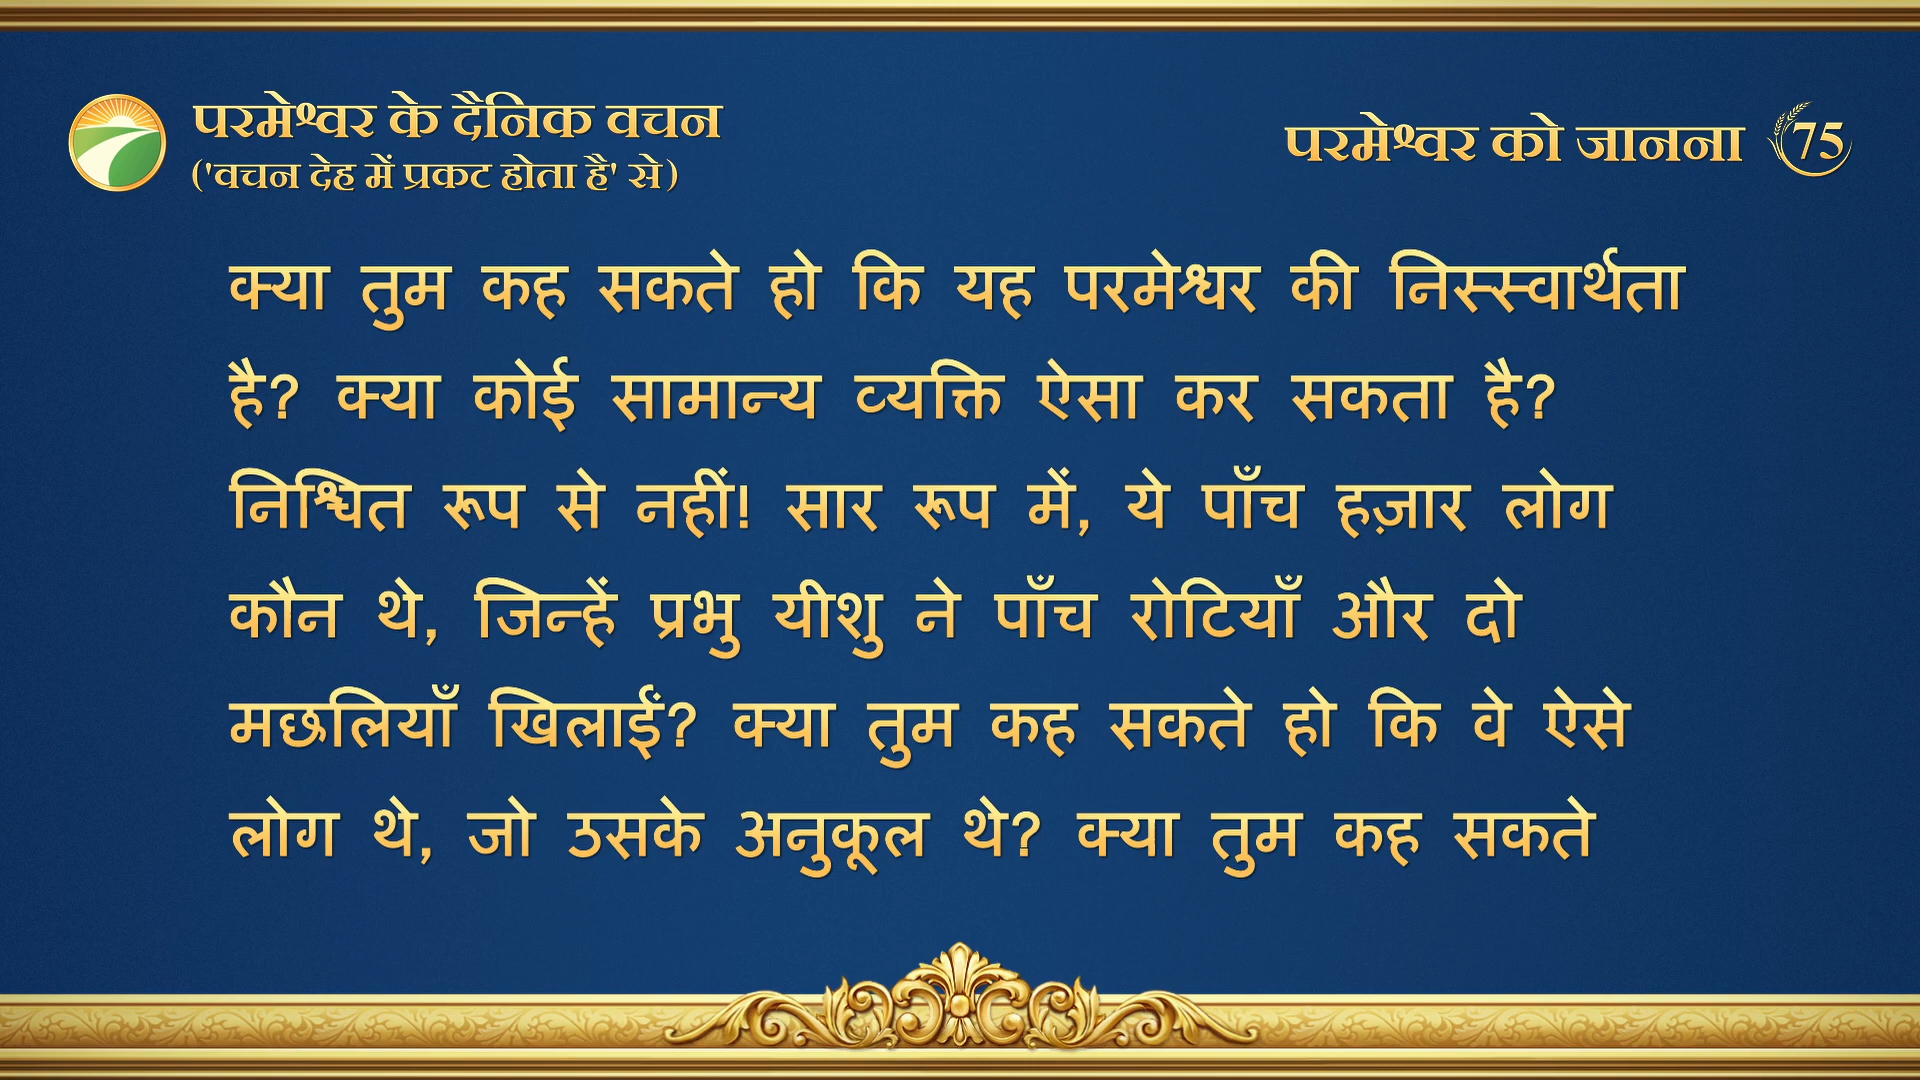 परमेश्वर के दैनिक वचन
('वचन देह में प्रकट होता है' से)
परमेश्वर को जानना 75
क्या तुम कह सकते हो कि यह परमेश्वर की निस्स्वार्थता
है? क्या कोई सामान्य व्यक्ति ऐसा कर सकता है?
निश्चित रूप से नहीं! सार रूप में, ये पाँच हज़ार लोग
कौन थे, जिन्हें प्रभु यीशु ने पाँच रोटियाँ और दो
मछलियाँ खिलाईं? क्या तुम कह सकते हो कि वे ऐसे
लोग थे, जो उसके अनुकूल थे? क्या तुम कह सकते